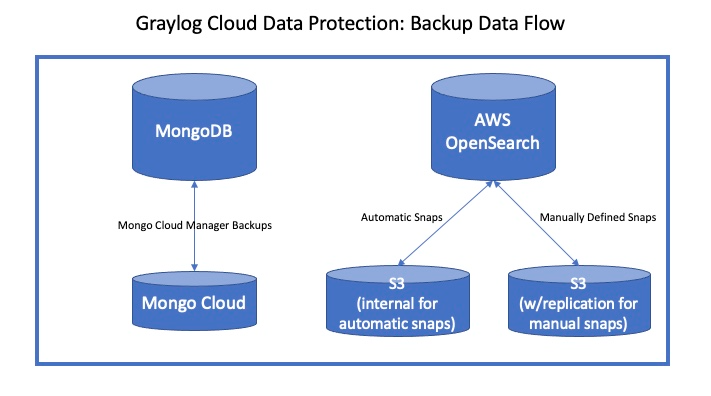 Graylog Cloud Data Protection: Backup Data Flow
MongoDB
AWS
OpenSearch
Mongo Cloud Manager Backups
Automatic Snaps
Manually Defined Snaps
Mongo Cloud
S3
(internal for
automatic snaps)
S3
(w/replication for
manual snaps)